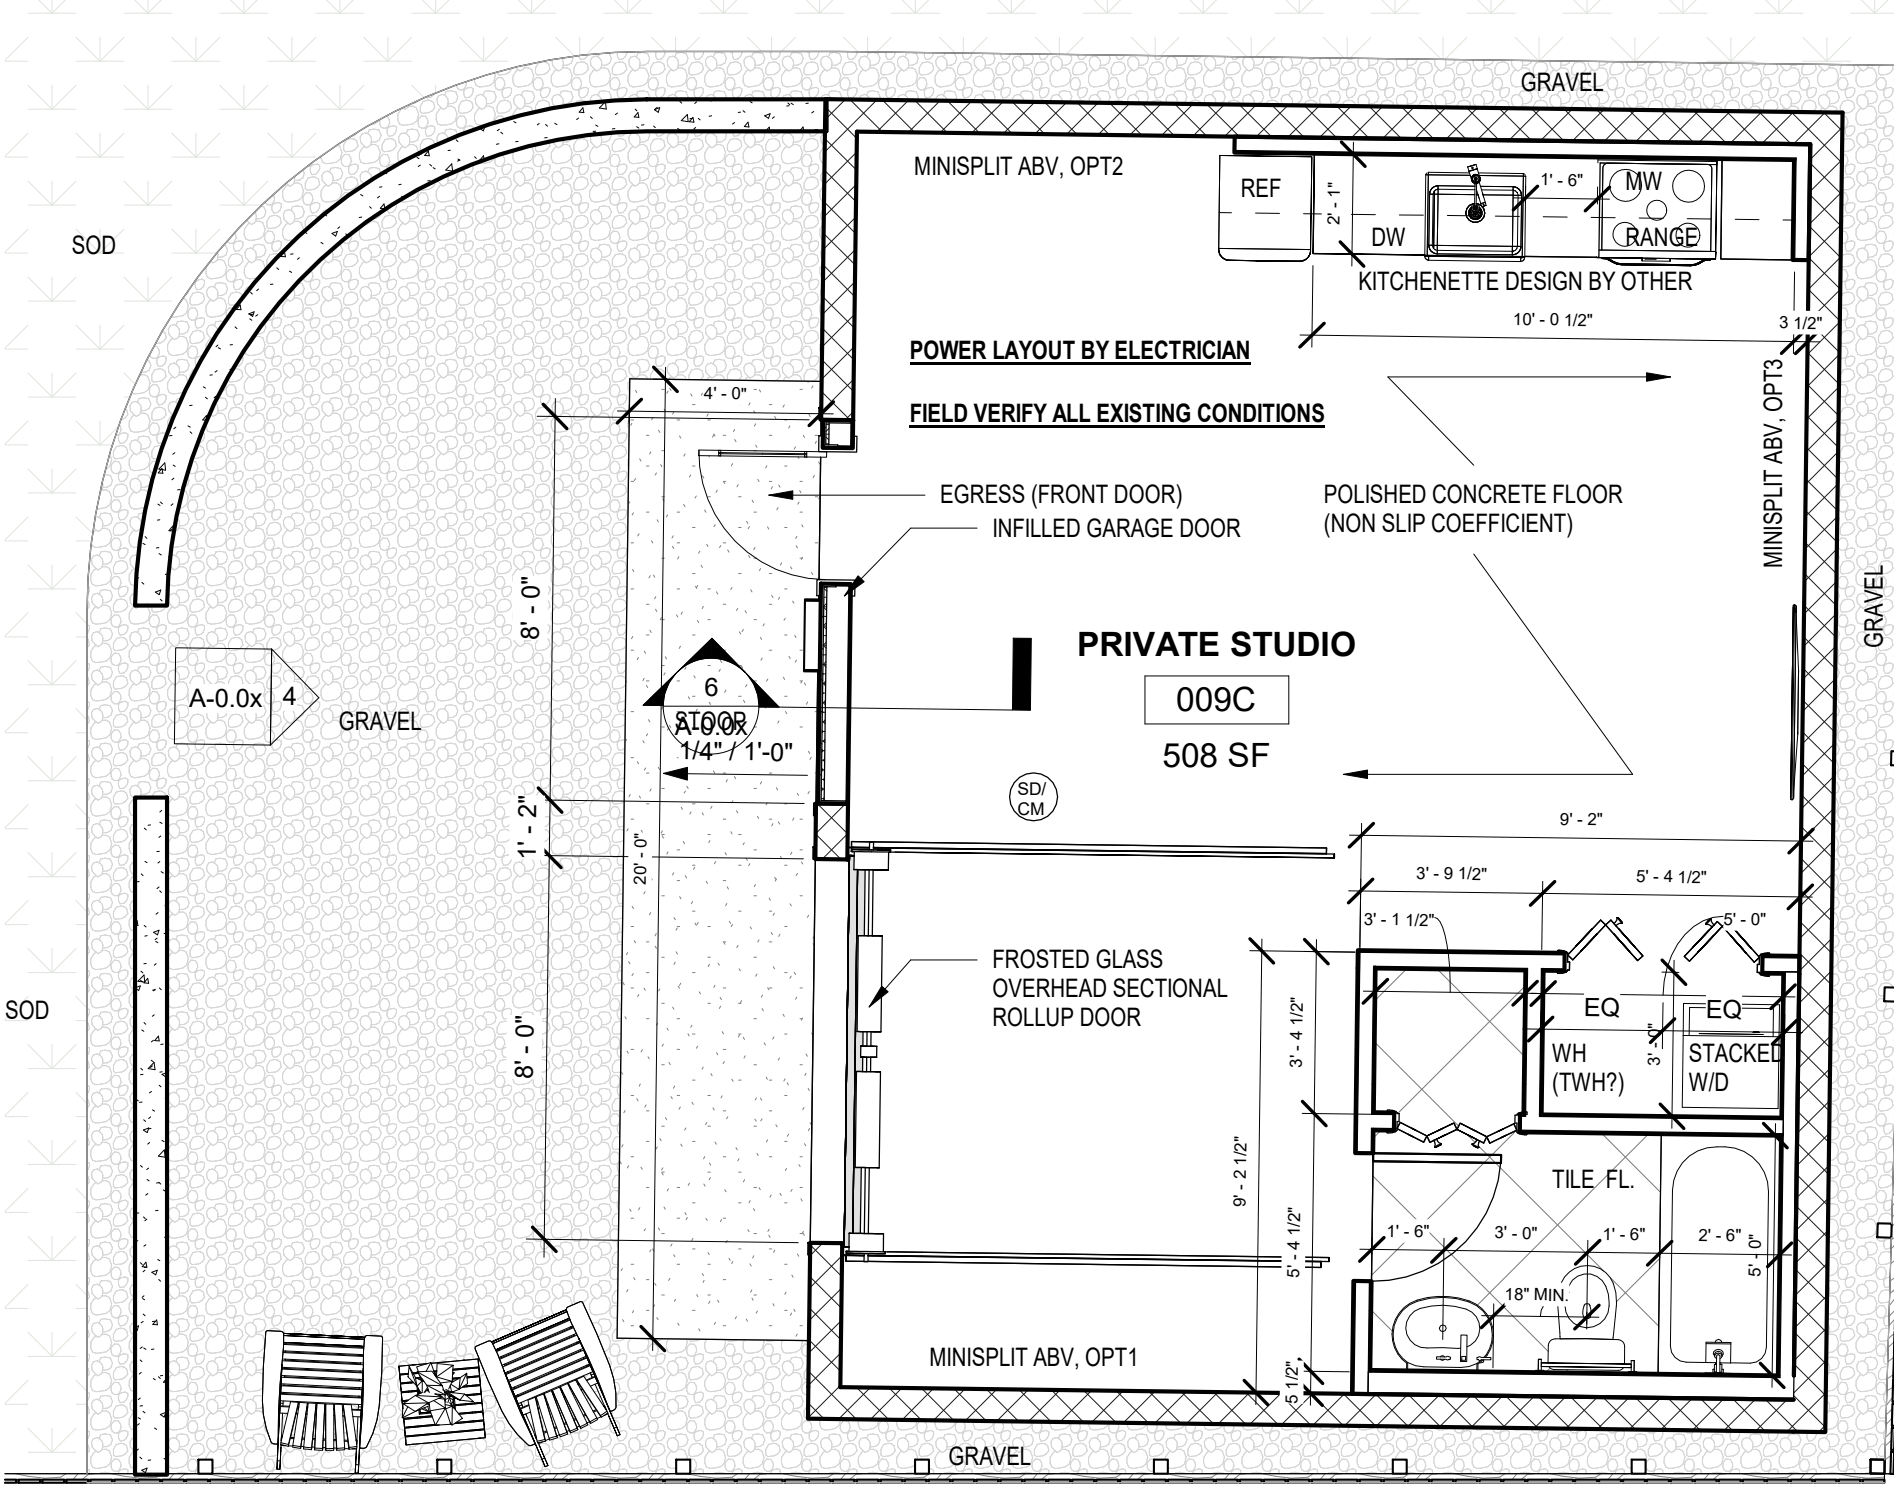 GRAVEL
MINISPLIT ABV, OPT2
REF
2' - 1"
DW
1' - 6"
MW
RANGE
KITCHENETTE DESIGN BY OTHER
10' - 0 1/2"
3 1/2"
SOD
POWER LAYOUT BY ELECTRICIAN
FIELD VERIFY ALL EXISTING CONDITIONS
4' - 0"
MINISPLIT ABV, OPT3
EGRESS (FRONT DOOR)
INFILLED GARAGE DOOR
POLISHED CONCRETE FLOOR
(NON SLIP COEFFICIENT)
8' - 0"
GRAVEL
PRIVATE STUDIO
009C
508 SF
A-0.0x
4
GRAVEL
6
STOOP
A-0.0x
1/4" / 1'-0"
SD/
CM
1' - 2"
20' - 0"
9' - 2"
3' - 9 1/2"
5' - 4 1/2"
3' - 1 1/2"
5' - 0"
SOD
FROSTED GLASS
OVERHEAD SECTIONAL
ROLLUP DOOR
8' - 0"
3' - 4 1/2"
EQ
EQ
WH
(TWH?)
3' - 0"
STACKED
W/D
9' - 2 1/2"
TILE FL.
5' - 4 1/2"
1' - 6"
3' - 0"
1' - 6"
2' - 6"
5' - 0"
18" MIN.
MINISPLIT ABV, OPT1
5 1/2"
GRAVEL